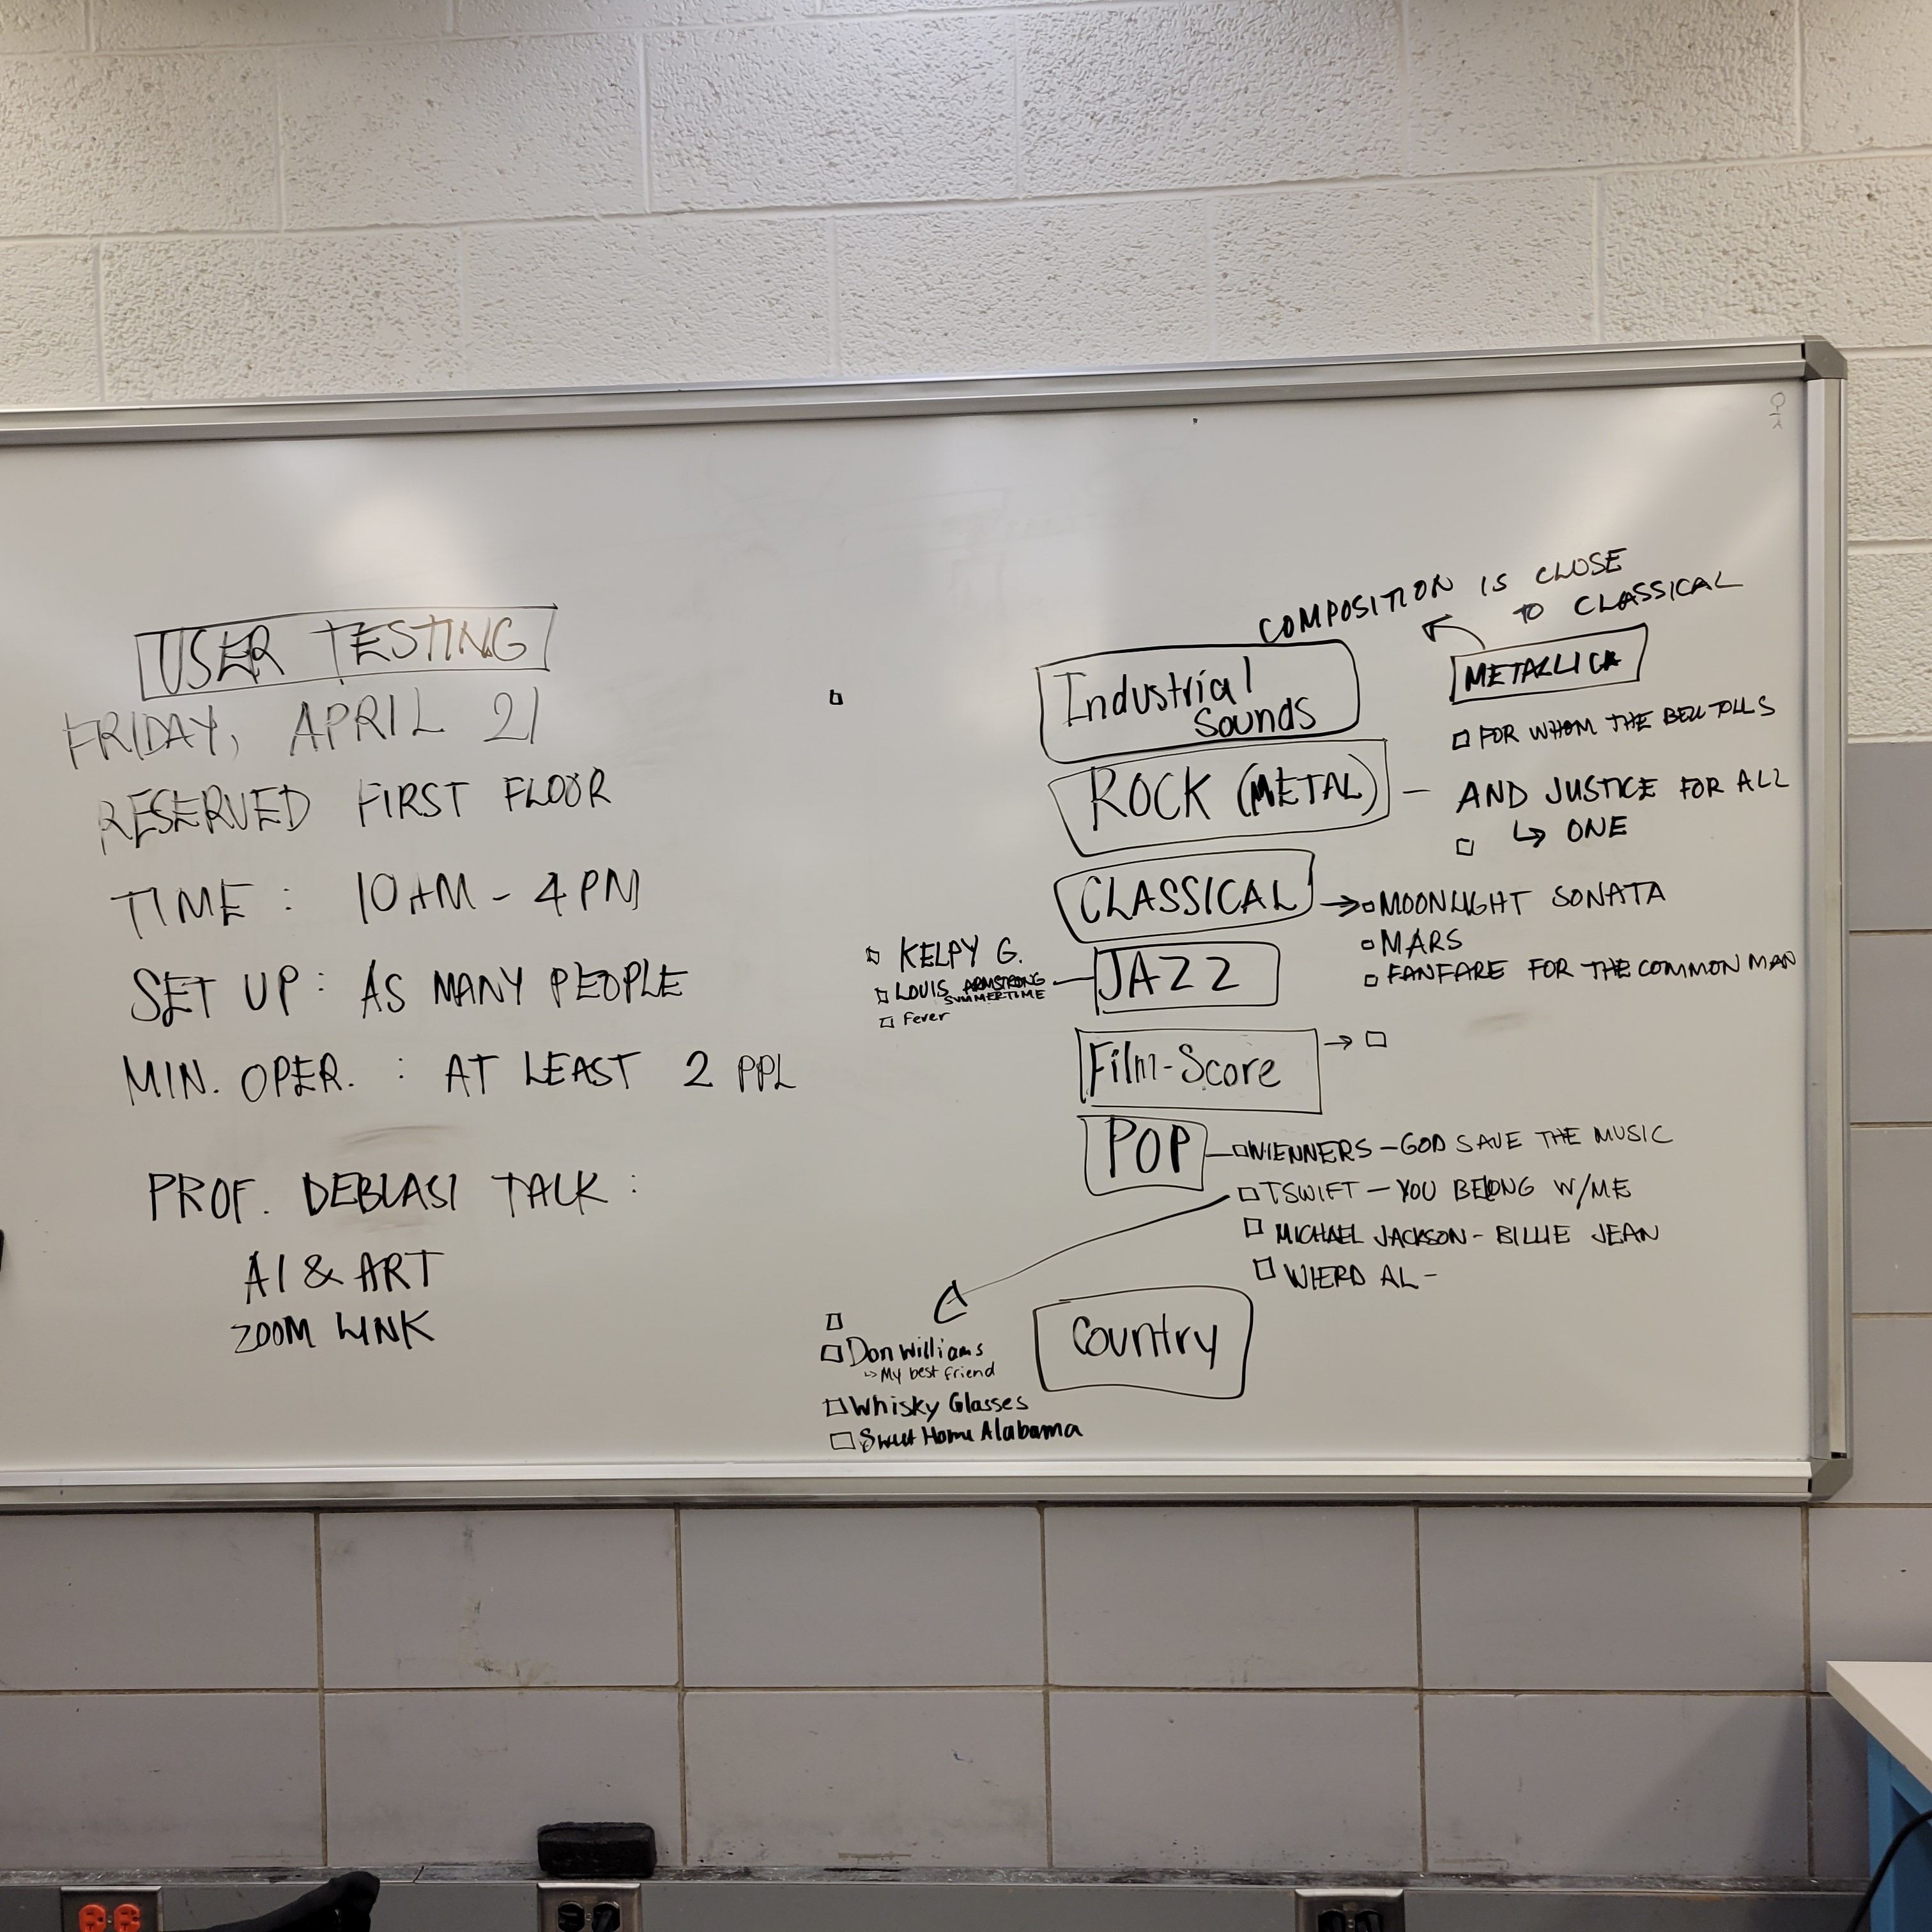 USER TESTING
FRIDAY, APRIL 21
RESERVED FIRST FLOOR
TIME : 10AM - 4PM
SET UP : AS MANY PEOPLE
MIN. OPER. : AT LEAST 2 PPL
PROF. DEBLASI TALK :
AI & ART
ZOOM LINK
COMPOSITION IS CLOSE
TO CLASSICAL
METALLICA
FOR WHOM THE BELL TOLLS
Industrial
Sounds
ROCK (METAL) — AND JUSTICE FOR ALL
↳ ONE
CLASSICAL → MOONLIGHT SONATA
MARS
FANFARE FOR THE COMMON MAN
JAZZ
KELPY G.
LOUIS ARMSTRONG
SUMMERTIME
Fever
Film-Score →
POP — WIENNERS - GOD SAVE THE MUSIC
TSWIFT - YOU BELONG W/ME
MICHAEL JACKSON - BILLIE JEAN
WIERD AL -
Country
Don Williams
↳ My best friend
Whisky Glasses
Sweet Home Alabama